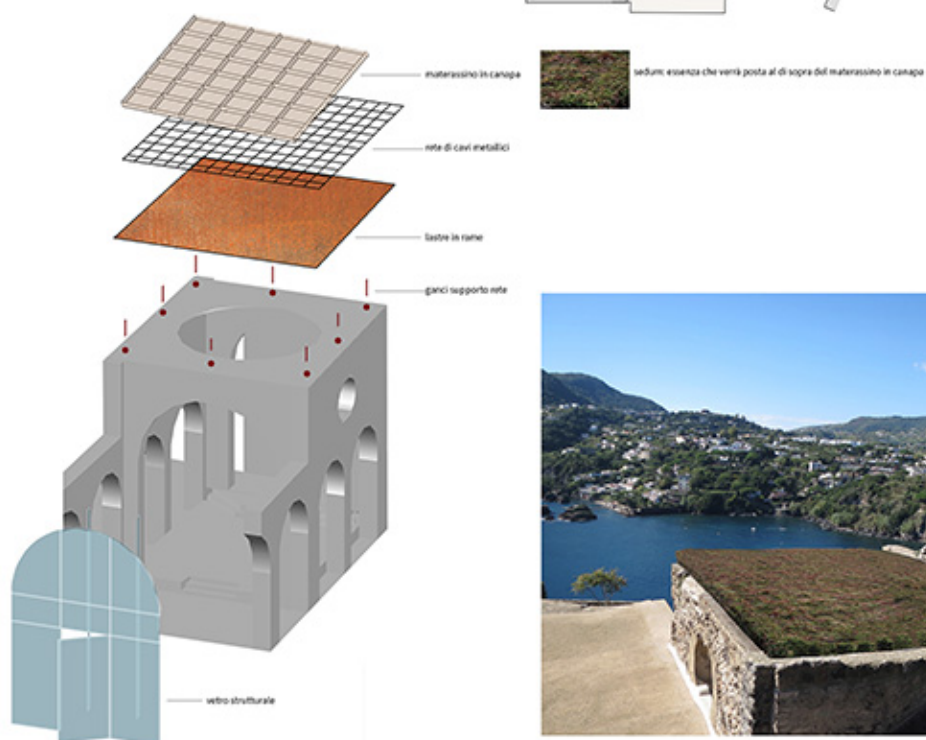 materassino in canapa
sedum: essenza che verrà posta al di sopra del materassino in canapa
rete di cavi metallici
lastre in rame
ganci supporto rete
vetro strutturale